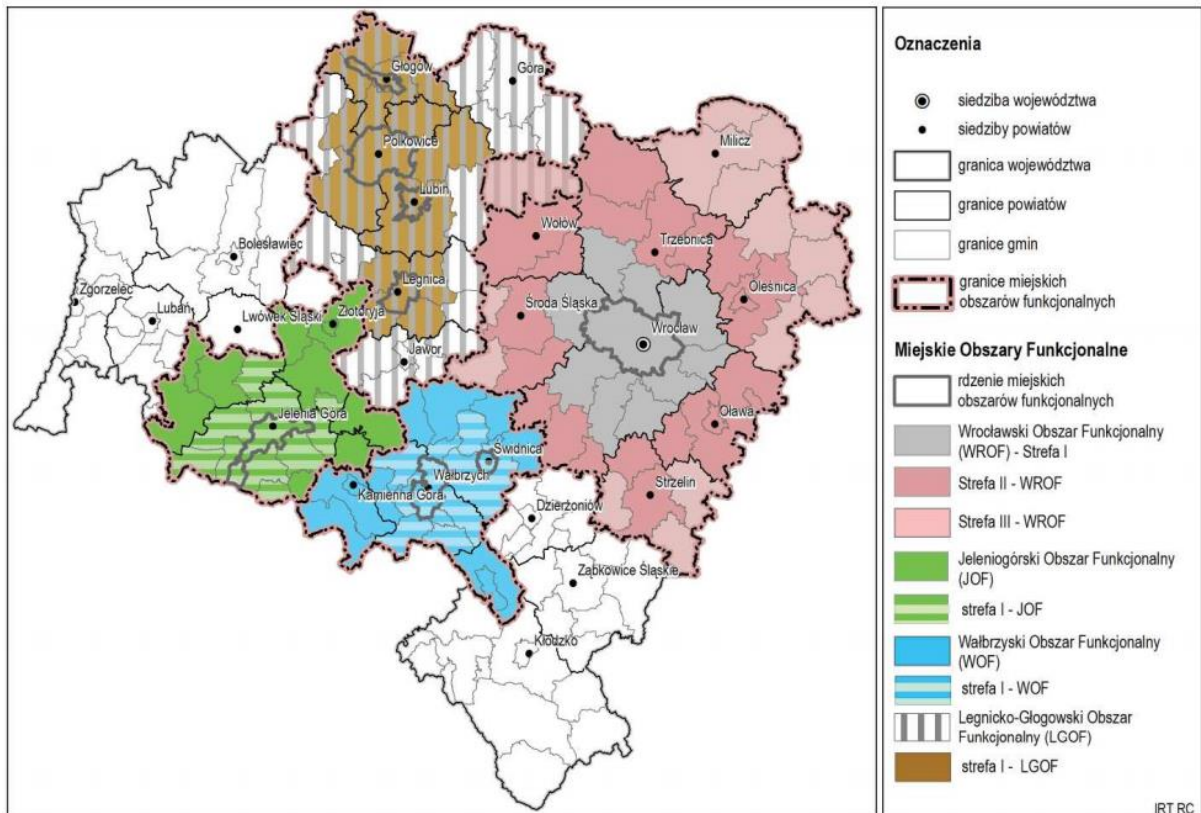 Głogów
Góra
Polkowice
Milicz
Lubin
Wołów
Trzebnica
Bolesławiec
Legnica
Oleśnica
Zgorzelec
Lubań
Środa Śląska
Lwówek Śląski
Złotoryja
Wrocław
Jawor
Jelenia Góra
Oława
Świdnica
Wałbrzych
Kamienna Góra
Strzelin
Dzierżoniów
Ząbkowice Śląskie
Kłodzko
Oznaczenia
siedziba województwa
siedziby powiatów
granica województwa
granice powiatów
granice gmin
granice miejskich
obszarów funkcjonalnych
Miejskie Obszary Funkcjonalne
rdzenie miejskich
obszarów funkcjonalnych
Wrocławski Obszar Funkcjonalny
(WROF) - Strefa I
Strefa II - WROF
Strefa III - WROF
Jeleniogórski Obszar Funkcjonalny
(JOF)
strefa I - JOF
Wałbrzyski Obszar Funkcjonalny
(WOF)
strefa I - WOF
Legnicko-Głogowski Obszar
Funkcjonalny (LGOF)
strefa I - LGOF
IRT RC